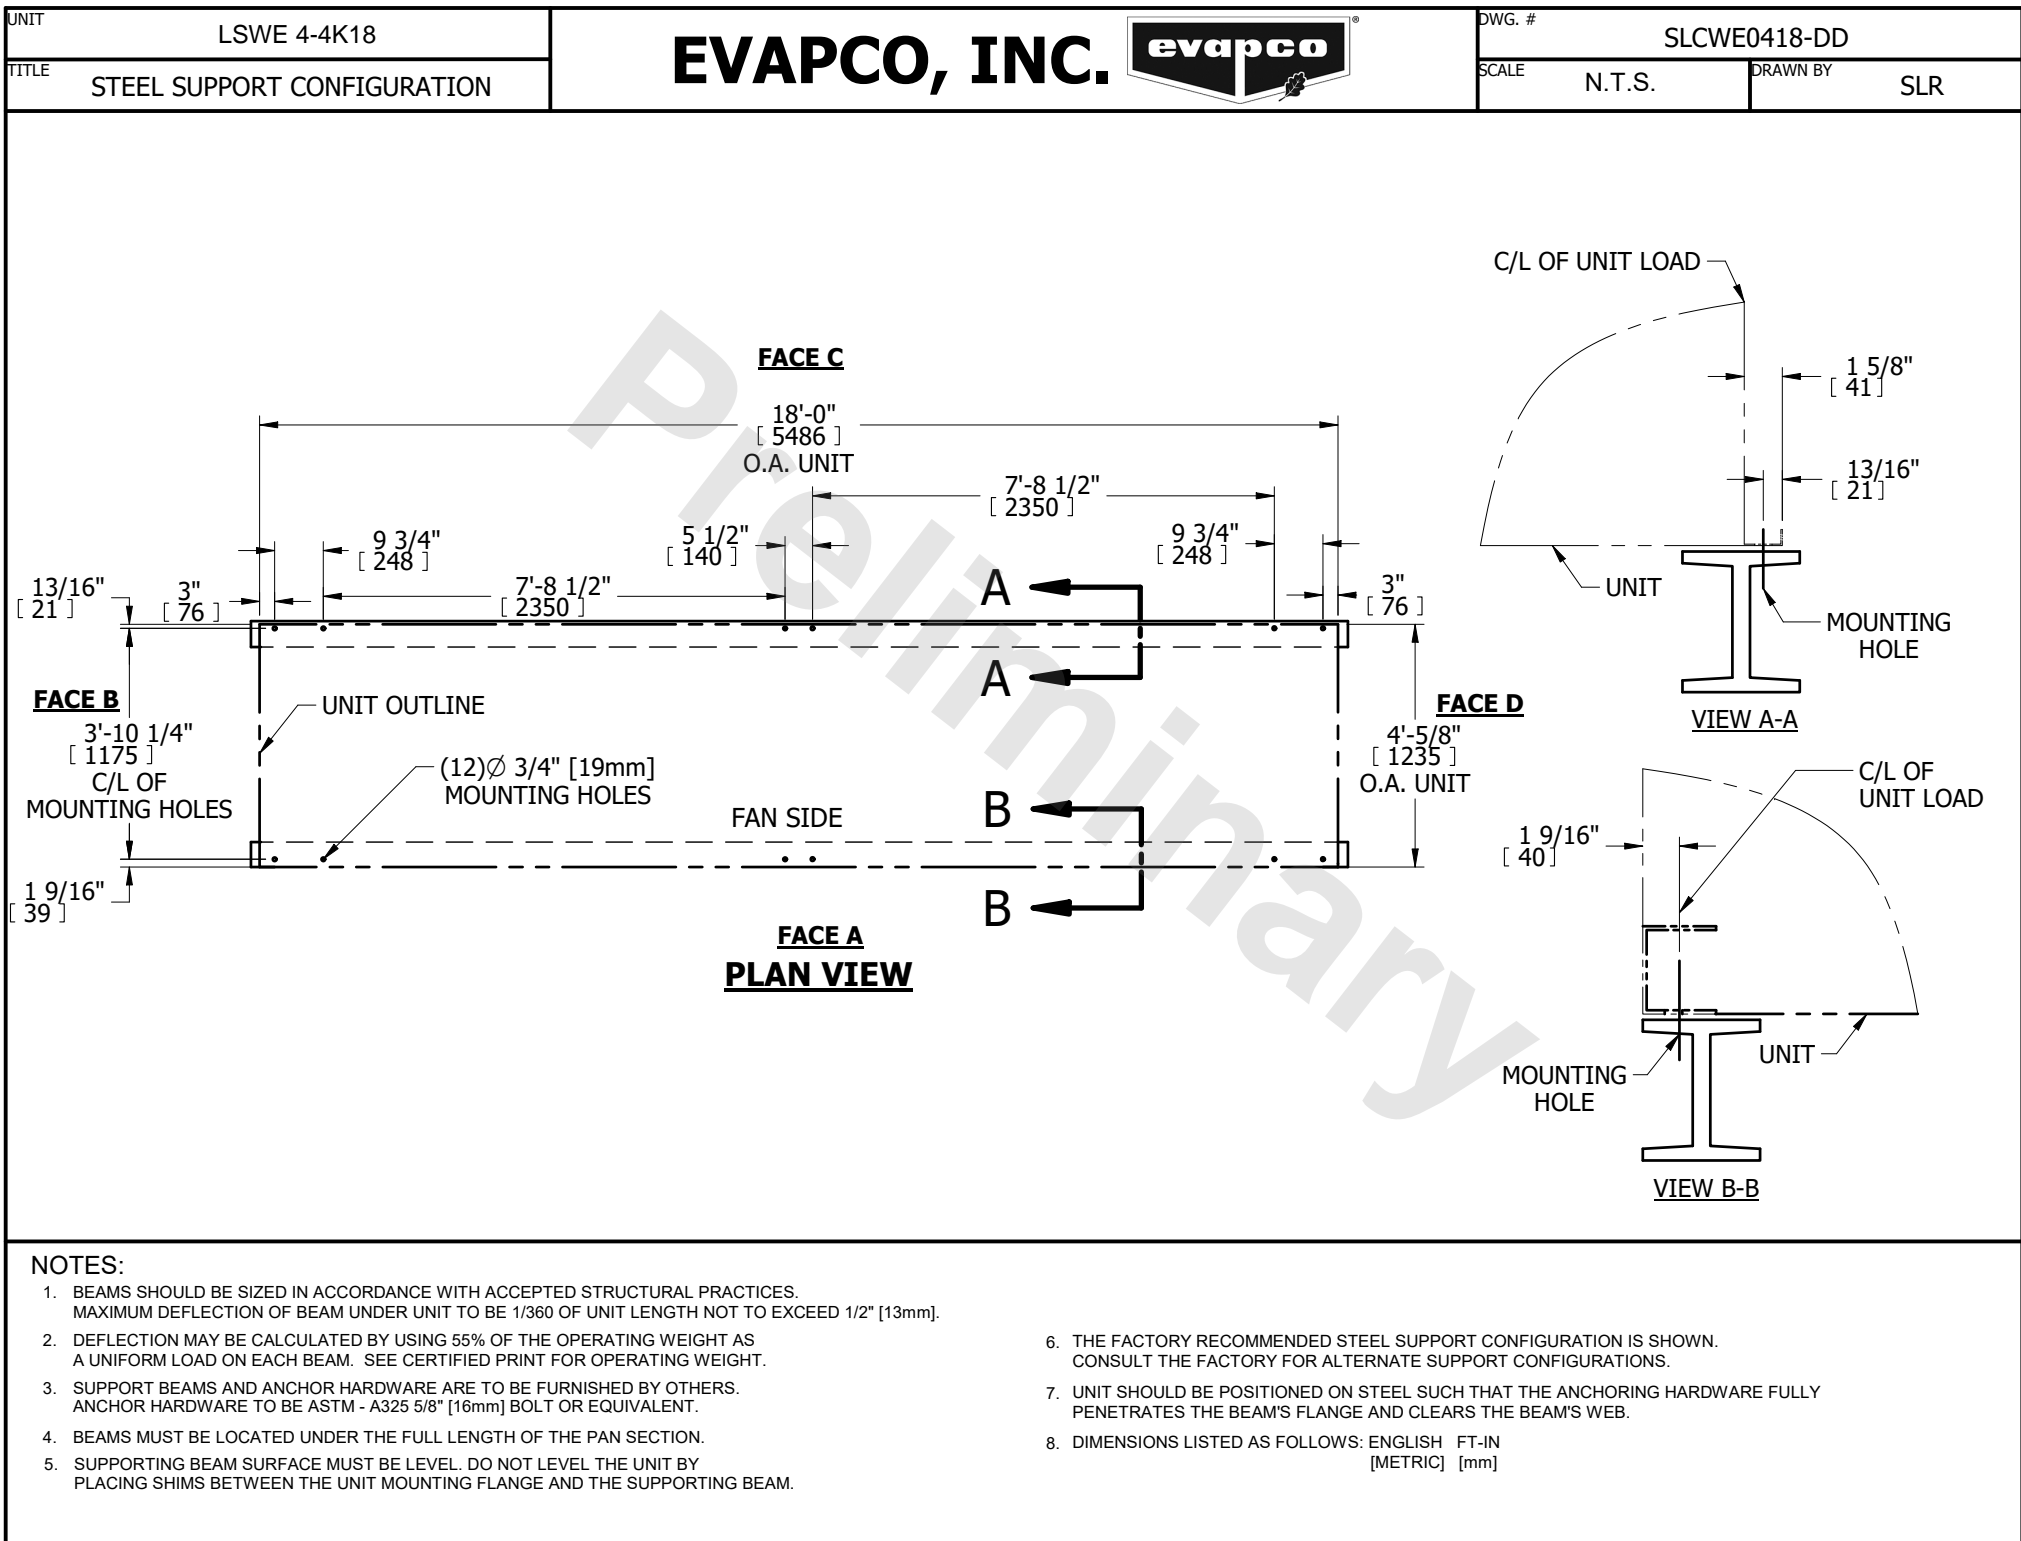 UNIT
LSWE 4-4K18
TITLE
STEEL SUPPORT CONFIGURATION
EVAPCO, INC.
evapco
®
DWG. #
SLCWE0418-DD
SCALE
N.T.S.
DRAWN BY
SLR
Preliminary
FACE C
18'-0"
[ 5486 ]
O.A. UNIT
7'-8 1/2"
[ 2350 ]
9 3/4"
[ 248 ]
5 1/2"
[ 140 ]
9 3/4"
[ 248 ]
13/16"
[ 21 ]
3"
[ 76 ]
7'-8 1/2"
[ 2350 ]
3"
[ 76 ]
A
A
FACE B
UNIT OUTLINE
3'-10 1/4"
[ 1175 ]
C/L OF
MOUNTING HOLES
(12)Ø 3/4" [19mm]
MOUNTING HOLES
FAN SIDE
B
B
FACE D
4'-5/8"
[ 1235 ]
O.A. UNIT
1 9/16"
[ 39 ]
FACE A
PLAN VIEW
C/L OF UNIT LOAD
1 5/8"
[ 41 ]
13/16"
[ 21 ]
UNIT
MOUNTING
HOLE
VIEW A-A
C/L OF
UNIT LOAD
1 9/16"
[ 40 ]
UNIT
MOUNTING
HOLE
VIEW B-B
NOTES:
1. BEAMS SHOULD BE SIZED IN ACCORDANCE WITH ACCEPTED STRUCTURAL PRACTICES.
MAXIMUM DEFLECTION OF BEAM UNDER UNIT TO BE 1/360 OF UNIT LENGTH NOT TO EXCEED 1/2" [13mm].
2. DEFLECTION MAY BE CALCULATED BY USING 55% OF THE OPERATING WEIGHT AS
A UNIFORM LOAD ON EACH BEAM. SEE CERTIFIED PRINT FOR OPERATING WEIGHT.
3. SUPPORT BEAMS AND ANCHOR HARDWARE ARE TO BE FURNISHED BY OTHERS.
ANCHOR HARDWARE TO BE ASTM - A325 5/8" [16mm] BOLT OR EQUIVALENT.
4. BEAMS MUST BE LOCATED UNDER THE FULL LENGTH OF THE PAN SECTION.
5. SUPPORTING BEAM SURFACE MUST BE LEVEL. DO NOT LEVEL THE UNIT BY
PLACING SHIMS BETWEEN THE UNIT MOUNTING FLANGE AND THE SUPPORTING BEAM.
6. THE FACTORY RECOMMENDED STEEL SUPPORT CONFIGURATION IS SHOWN.
CONSULT THE FACTORY FOR ALTERNATE SUPPORT CONFIGURATIONS.
7. UNIT SHOULD BE POSITIONED ON STEEL SUCH THAT THE ANCHORING HARDWARE FULLY
PENETRATES THE BEAM'S FLANGE AND CLEARS THE BEAM'S WEB.
8. DIMENSIONS LISTED AS FOLLOWS: ENGLISH FT-IN
[METRIC] [mm]